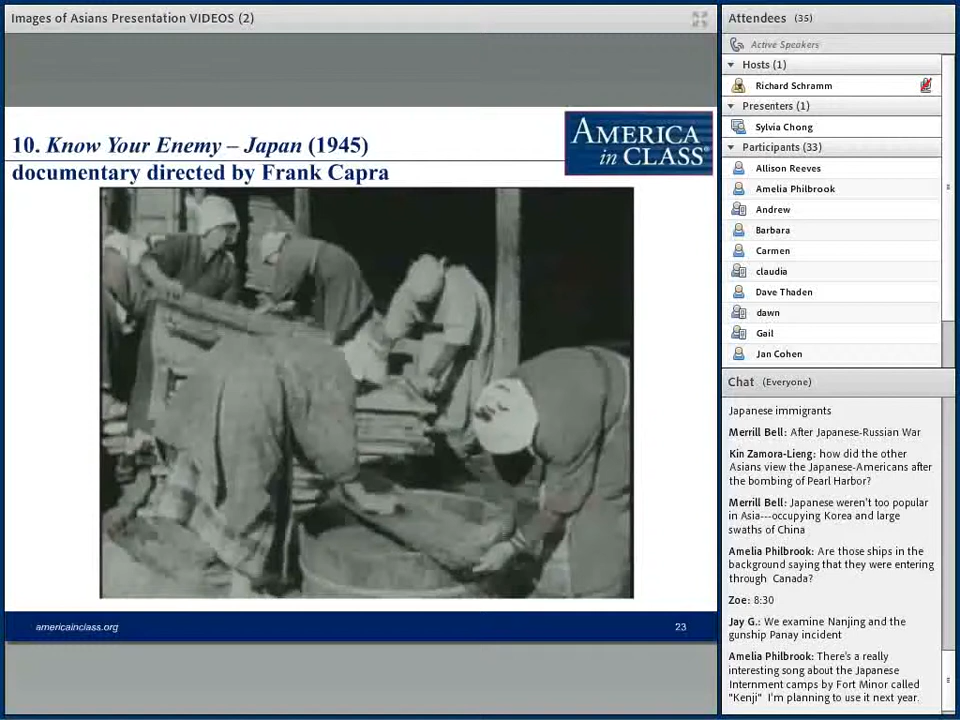 Images of Asians Presentation VIDEOS (2)
10. Know Your Enemy – Japan (1945)
documentary directed by Frank Capra
AMERICA
in CLASS®
americainclass.org
23
Attendees (35)
Active Speakers
Hosts (1)
Richard Schramm
Presenters (1)
Sylvia Chong
Participants (33)
Allison Reeves
Amelia Philbrook
Andrew
Barbara
Carmen
claudia
Dave Thaden
dawn
Gail
Jan Cohen
Chat (Everyone)
Japanese immigrants
Merrill Bell: After Japanese-Russian War
Kin Zamora-Lieng: how did the other
Asians view the Japanese-Americans after
the bombing of Pearl Harbor?
Merrill Bell: Japanese weren't too popular
in Asia---occupying Korea and large
swaths of China
Amelia Philbrook: Are those ships in the
background saying that they were entering
through Canada?
Zoe: 8:30
Jay G.: We examine Nanjing and the
gunship Panay incident
Amelia Philbrook: There's a really
interesting song about the Japanese
Internment camps by Fort Minor called
"Kenji" I'm planning to use it next year.